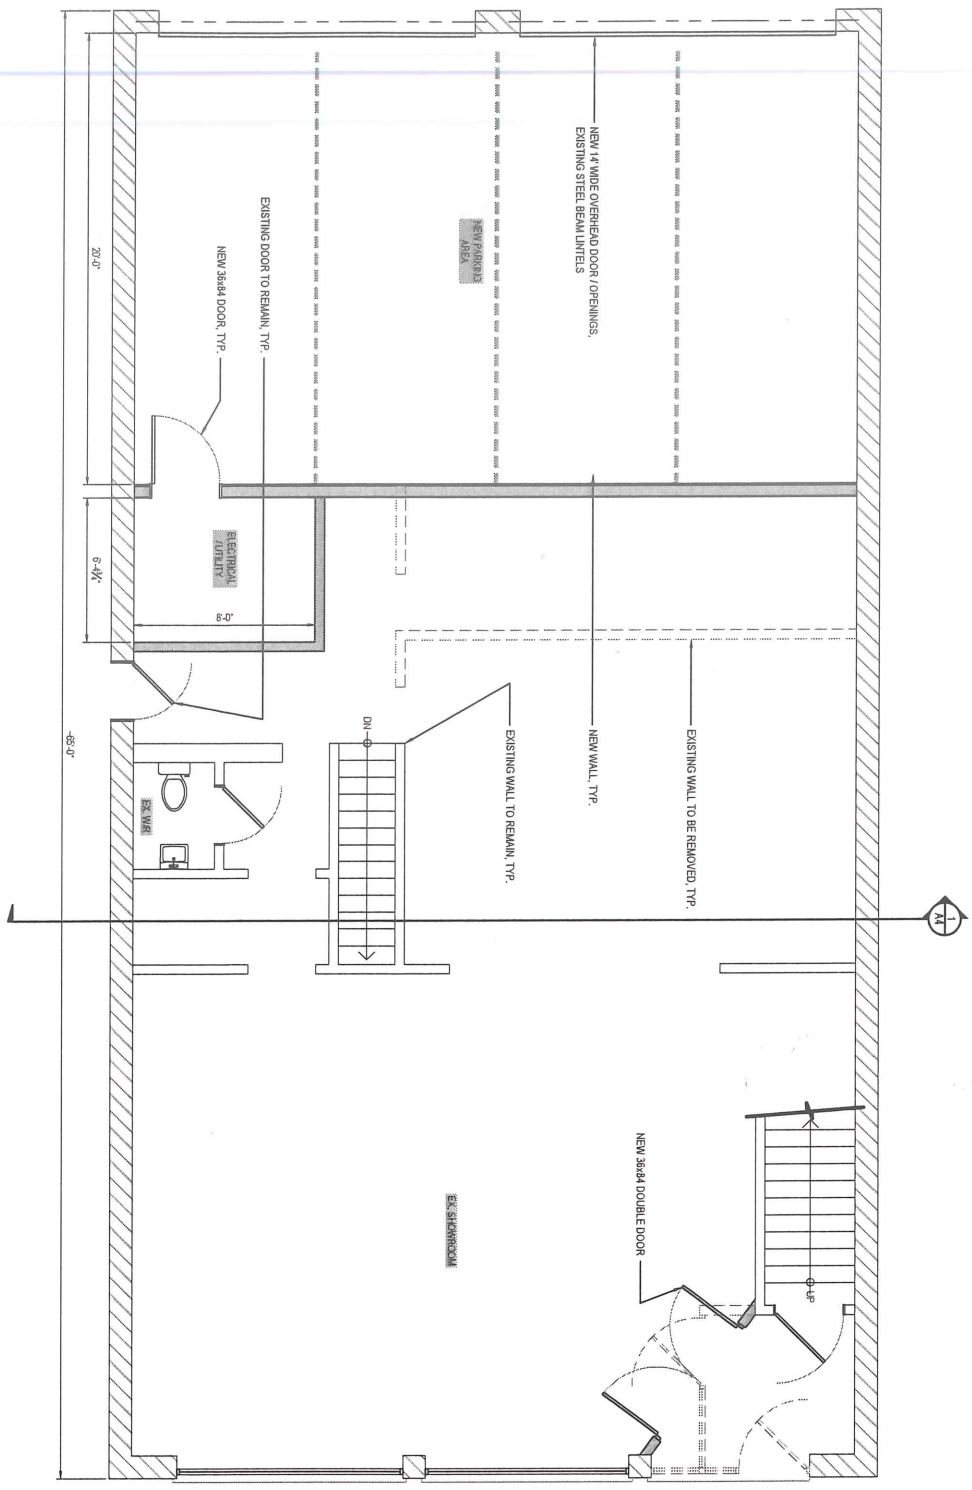 NEW 14' WIDE OVERHEAD DOOR / OPENINGS,
EXISTING STEEL BEAM LINTELS
NEW PARKING
AREA
EXISTING DOOR TO REMAIN, TYP.
NEW 36x84 DOOR, TYP.
20'-0"
ELECTRICAL
/ UTILITY
6'-4¾"
8'-0"
~65'-0"
DN
EXISTING WALL TO REMAIN, TYP.
NEW WALL, TYP.
EXISTING WALL TO BE REMOVED, TYP.
EX. W/R
1
A4
NEW 36x84 DOUBLE DOOR
EX. SHOWROOM
UP